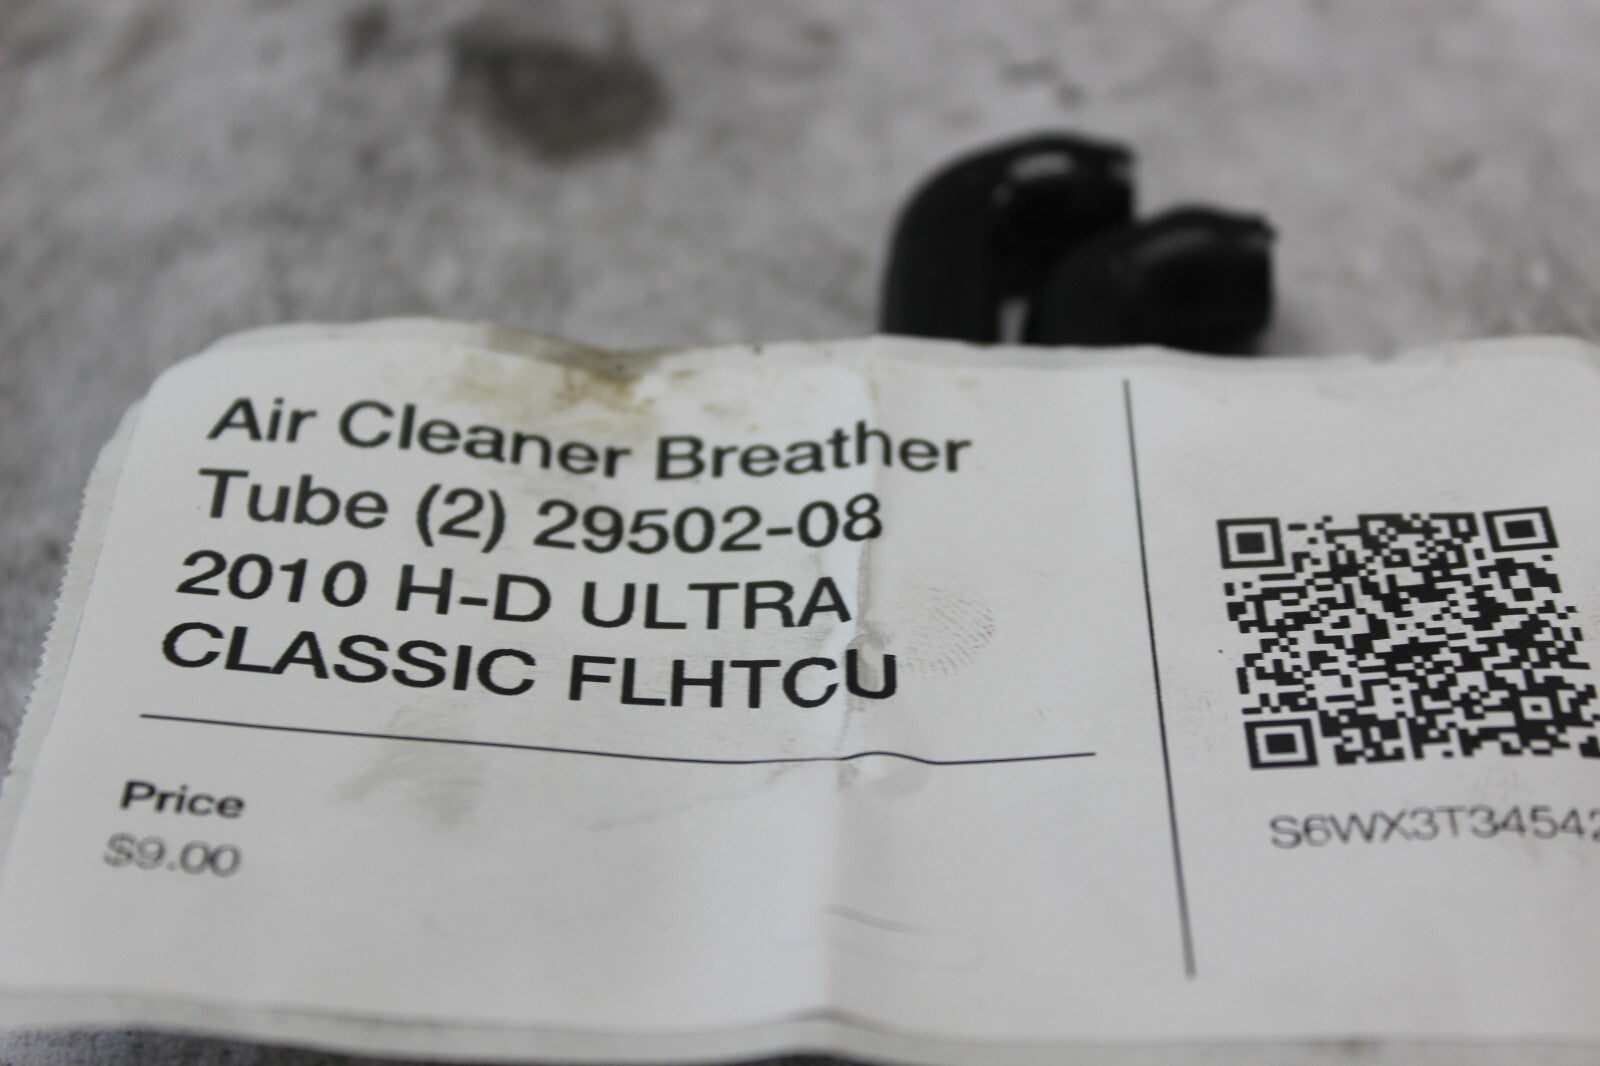 Air Cleaner Breather
Tube (2) 29502-08
2010 H-D ULTRA
CLASSIC FLHTCU
Price
$9.00
S6WX3T34542